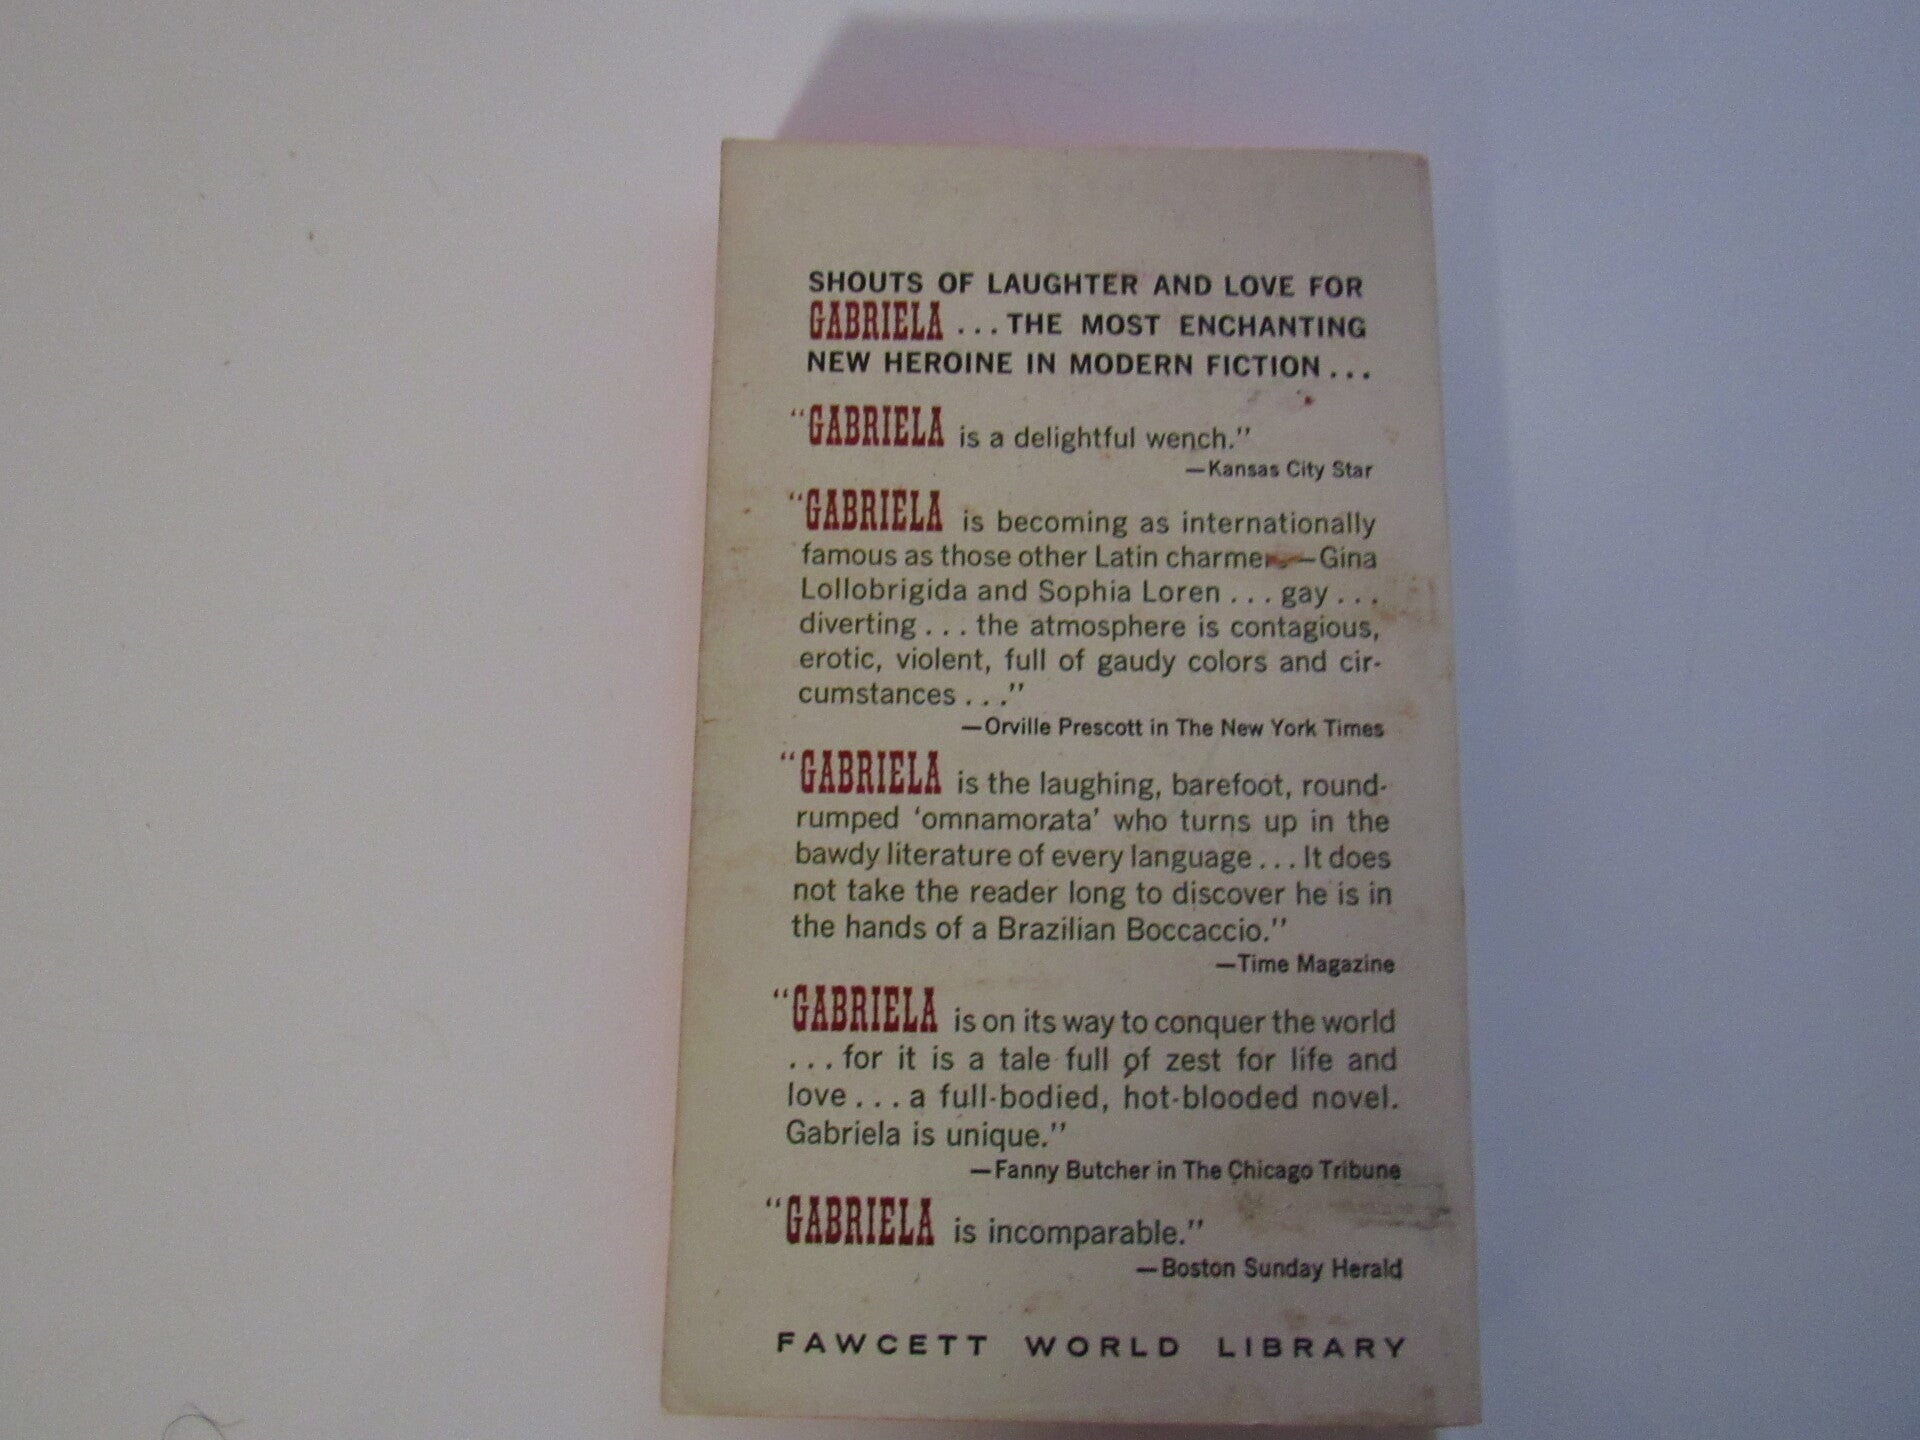 SHOUTS OF LAUGHTER AND LOVE FOR
GABRIELA ... THE MOST ENCHANTING
NEW HEROINE IN MODERN FICTION ...
“GABRIELA is a delightful wench.”
—Kansas City Star
“GABRIELA is becoming as internationally
famous as those other Latin charmers—Gina
Lollobrigida and Sophia Loren ... gay ...
diverting ... the atmosphere is contagious,
erotic, violent, full of gaudy colors and cir-
cumstances ...”
—Orville Prescott in The New York Times
“GABRIELA is the laughing, barefoot, round-
rumped ‘omnamorata’ who turns up in the
bawdy literature of every language ... It does
not take the reader long to discover he is in
the hands of a Brazilian Boccaccio.”
—Time Magazine
“GABRIELA is on its way to conquer the world
... for it is a tale full of zest for life and
love ... a full-bodied, hot-blooded novel.
Gabriela is unique.”
—Fanny Butcher in The Chicago Tribune
“GABRIELA is incomparable.”
—Boston Sunday Herald
FAWCETT WORLD LIBRARY